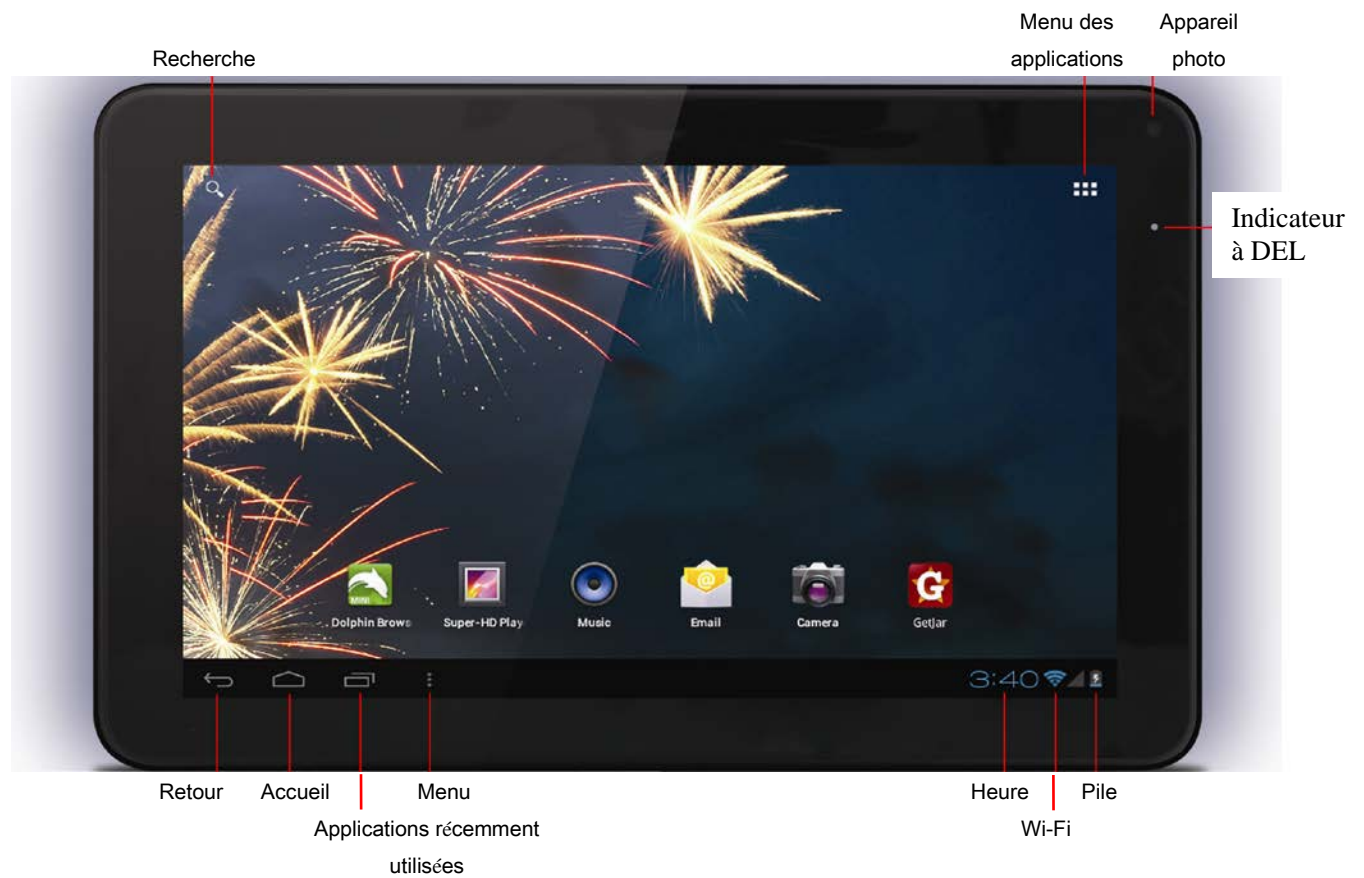 Menu des
applications
Appareil
photo
Recherche
Indicateur
à DEL
MINI
. Dolphin Brows
Super-HD Play
Music
@
Email
Camera
G
GetJar
3:40
Retour
Accueil
Menu
Heure
Pile
Applications récemment
utilisées
Wi-Fi